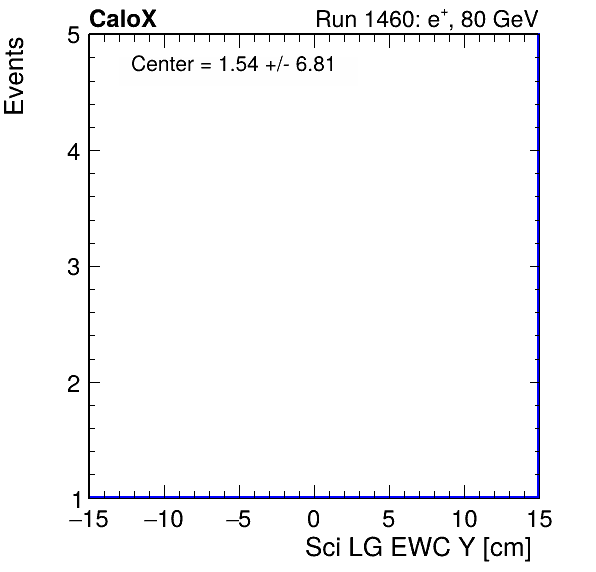 CaloX
Run 1460: e+, 80 GeV
Center = 1.54 +/- 6.81
Events
5
4
3
2
1
−15 −10 −5 0 5 10 15
Sci LG EWC Y [cm]